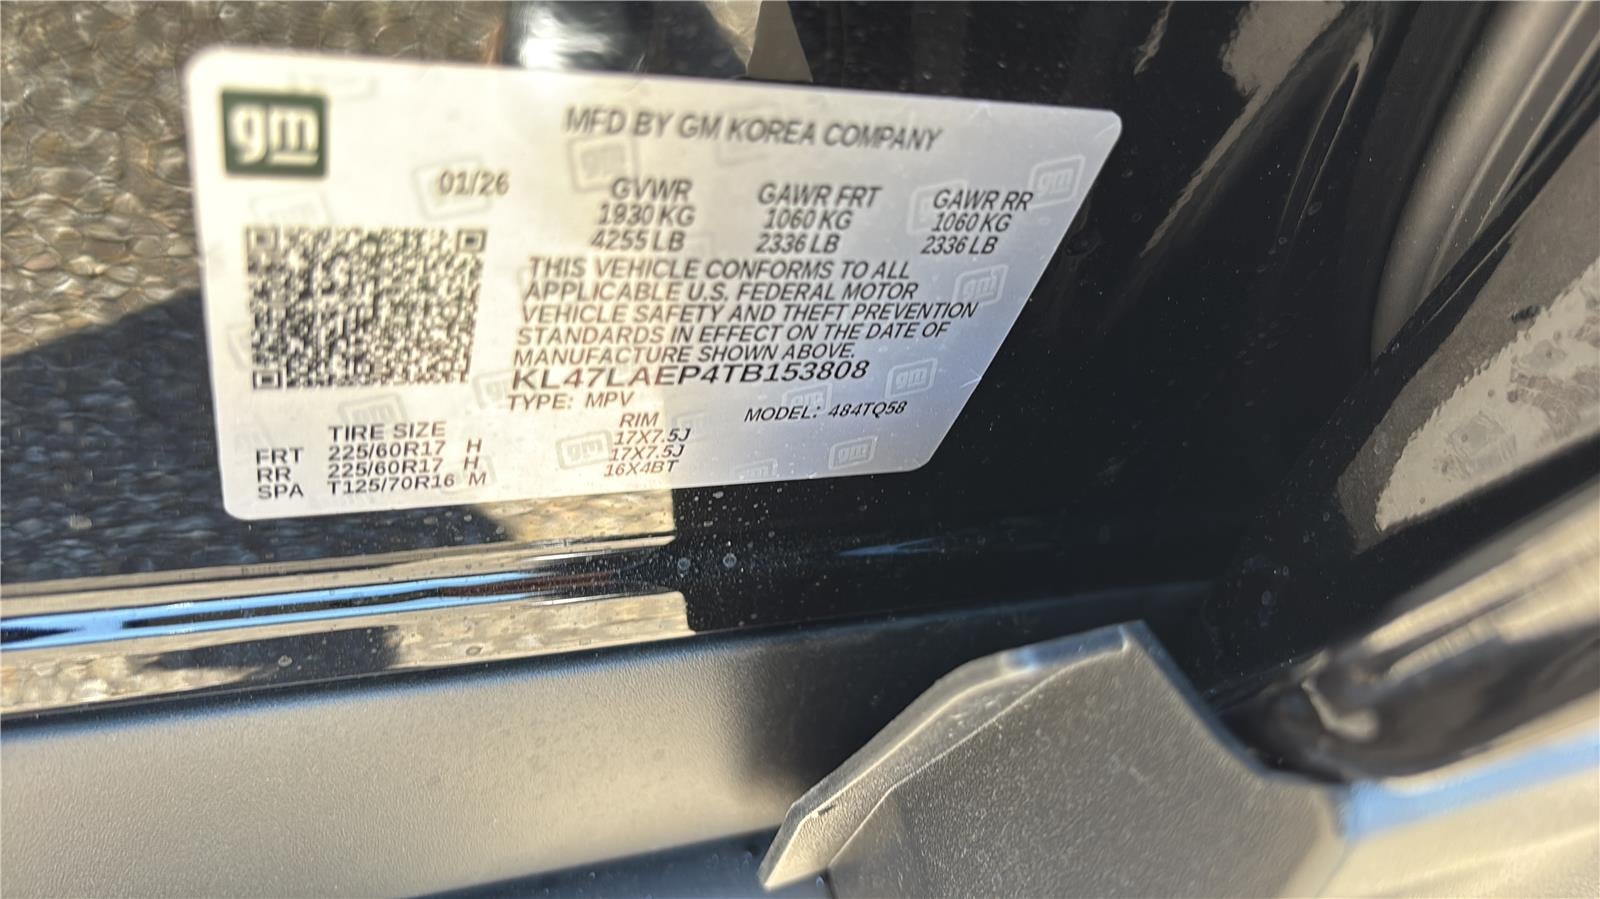 gm
MFD BY GM KOREA COMPANY
01/26
GVWR GAWR FRT GAWR RR
1930 KG 1060 KG 1060 KG
4255 LB 2336 LB 2336 LB
THIS VEHICLE CONFORMS TO ALL
APPLICABLE U.S. FEDERAL MOTOR
VEHICLE SAFETY AND THEFT PREVENTION
STANDARDS IN EFFECT ON THE DATE OF
MANUFACTURE SHOWN ABOVE.
KL47LAEP4TB153808
TYPE: MPV MODEL: 484TQ58
TIRE SIZE RIM
FRT 225/60R17 H 17X7.5J
RR 225/60R17 H 17X7.5J
SPA T125/70R16 M 16X4BT